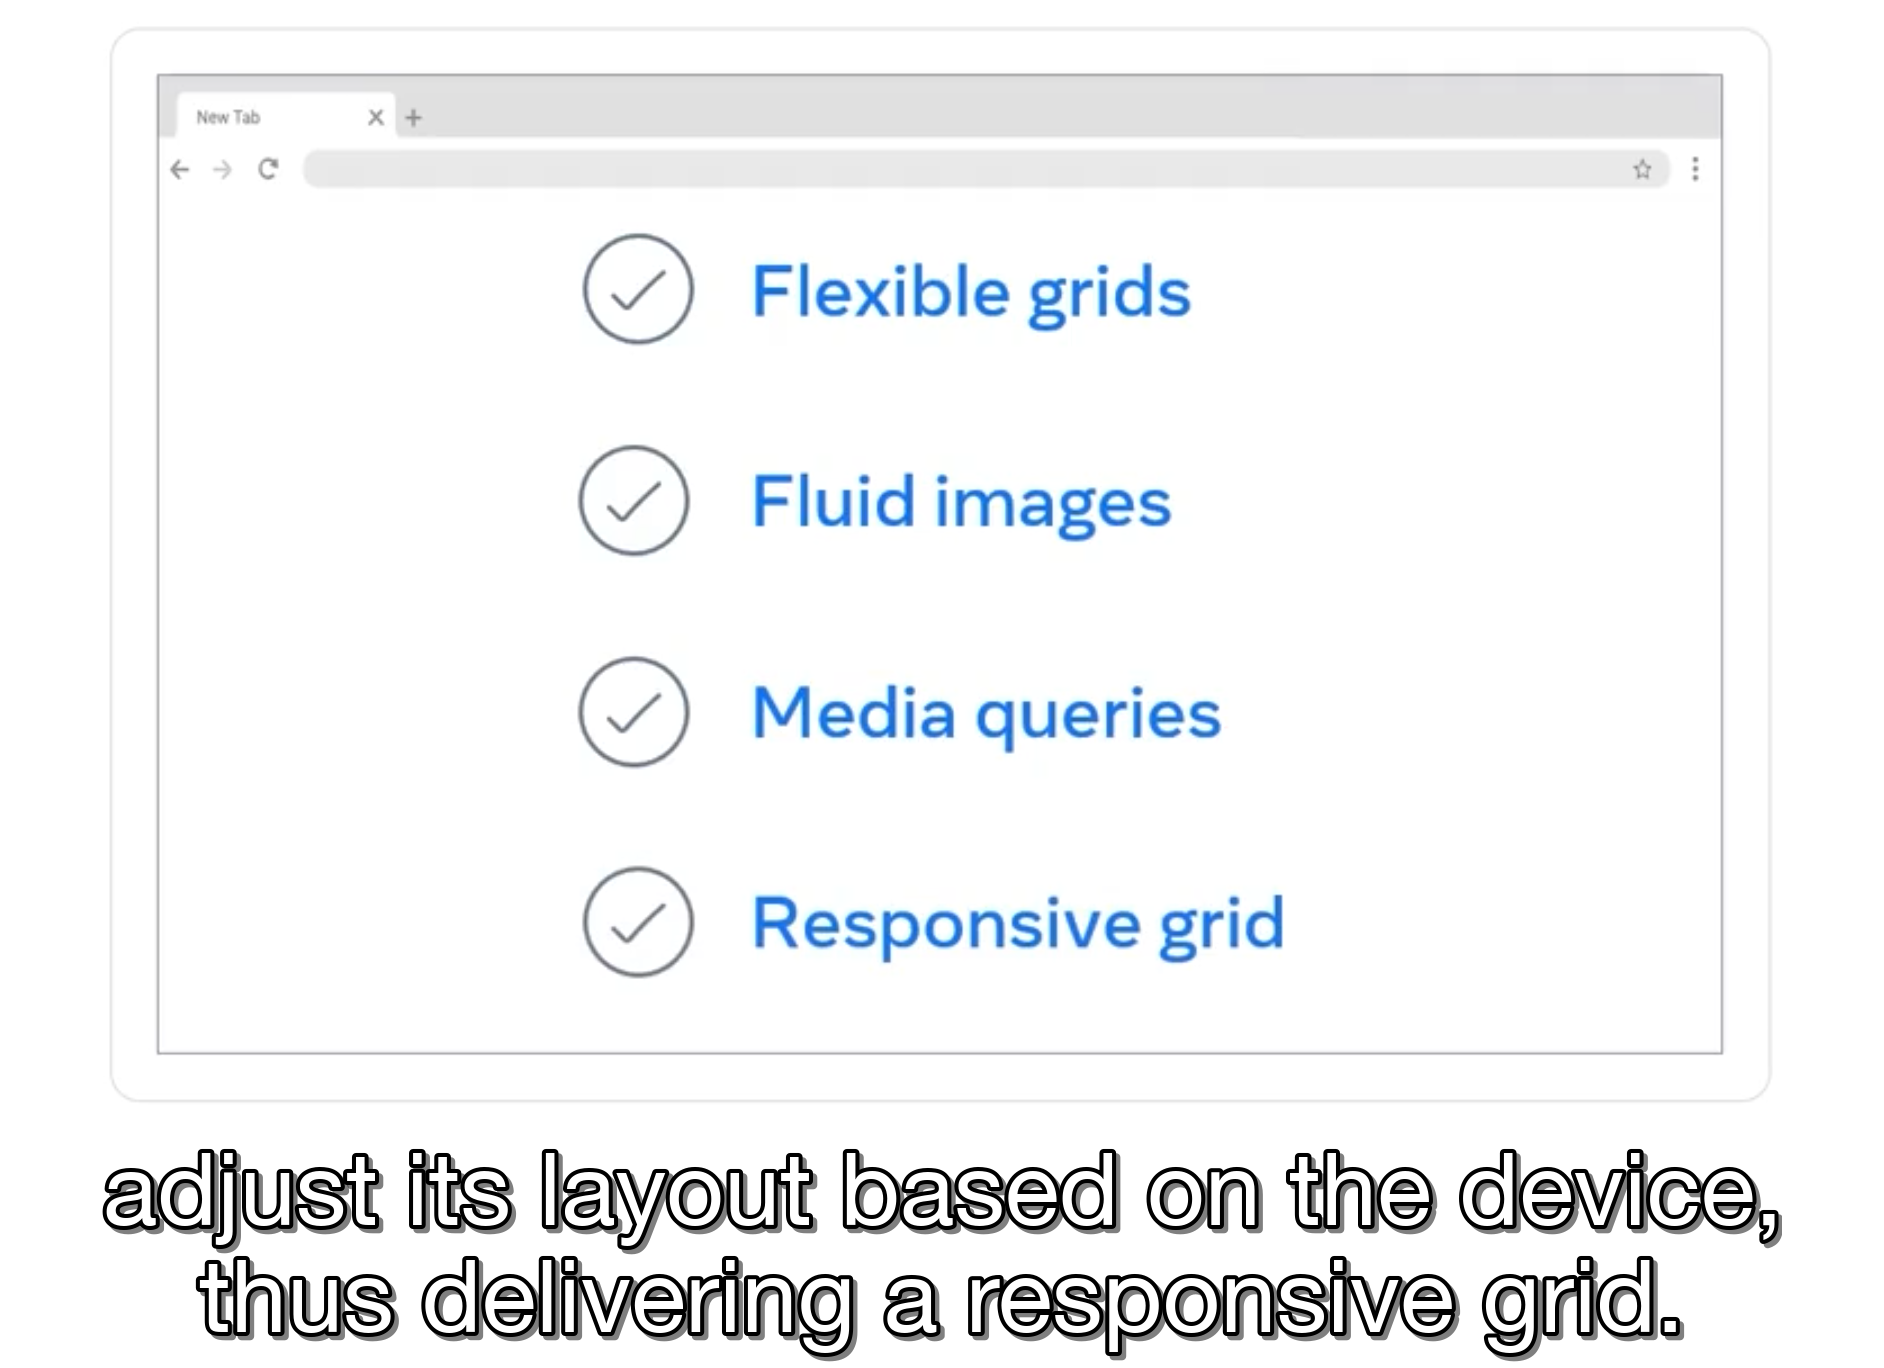 New Tab
Flexible grids
Fluid images
Media queries
Responsive grid
adjust its layout based on the device,
thus delivering a responsive grid.